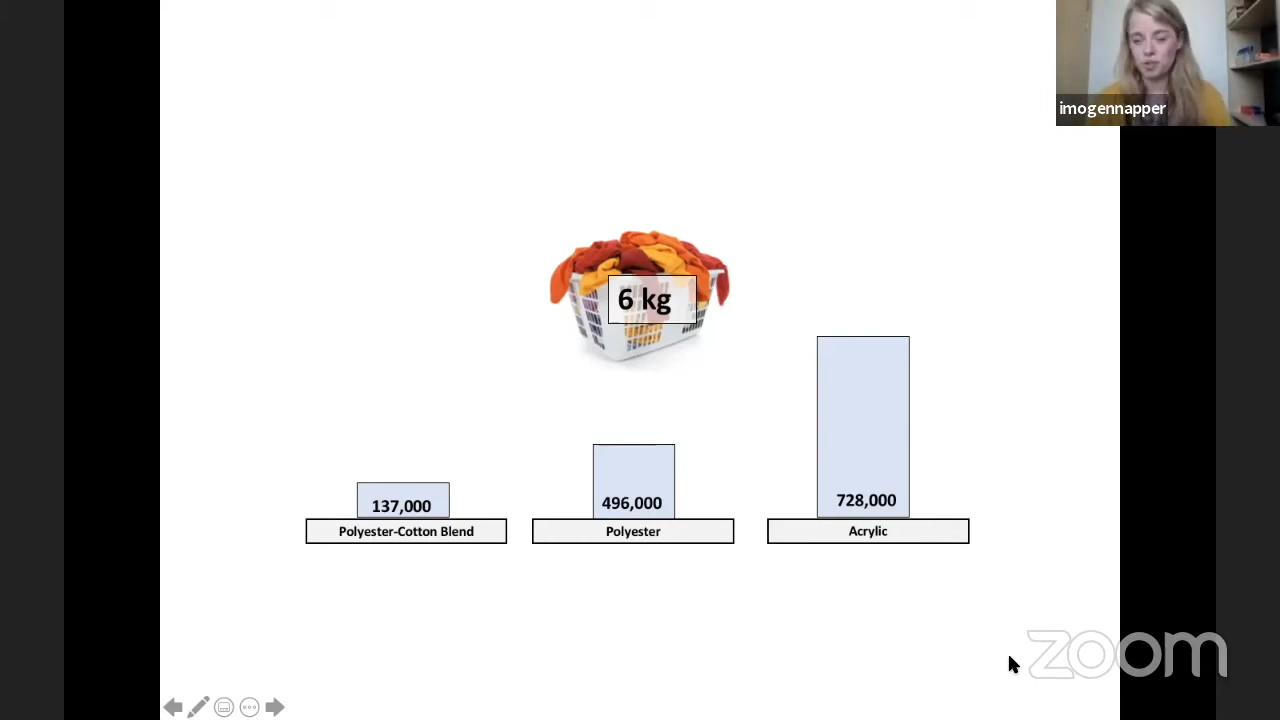 imogennapper
6 kg
137,000
496,000
728,000
Polyester-Cotton Blend
Polyester
Acrylic
zoom